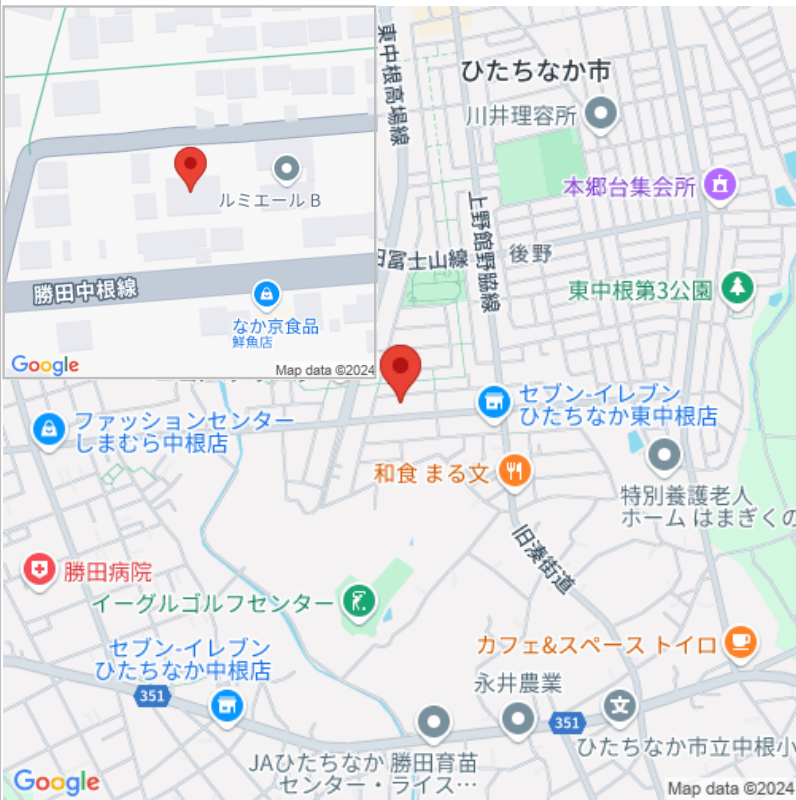 勝田中根線
ルミエール B
なか京食品
鮮魚店
Google
Map data ©2024
東中根高場線
ひたちなか市
川井理容所
本郷台集会所
上野館野脇線
富士山線
後野
東中根第3公園
セブン-イレブン
ひたちなか東中根店
ファッションセンター
しまむら中根店
和食 まる文
特別養護老人
ホーム はまぎくの
旧湊街道
勝田病院
イーグルゴルフセンター
カフェ&スペース トイロ
セブン-イレブン
ひたちなか中根店
351
永井農業
351
ひたちなか市立中根小
JAひたちなか 勝田育苗
センター・ライス…
Google
Map data ©2024